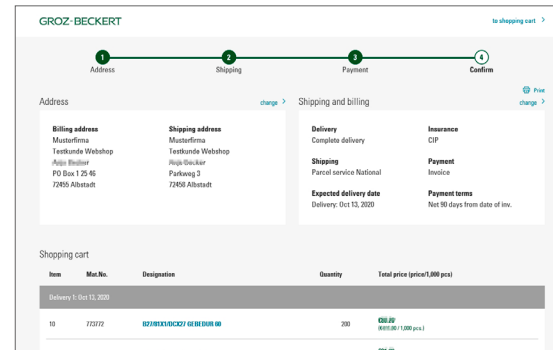 GROZ-BECKERT
to shopping cart >
1 2 3 4
Address Shipping Payment Confirm
Print
Address change > Shipping and billing change >
Billing address Shipping address Delivery Insurance
Musterfirma Musterfirma Complete delivery CIP
Testkunde Webshop Testkunde Webshop
Shipping Payment
PO Box 1 25 46 Parkweg 3 Parcel service National Invoice
72455 Albstadt 72458 Albstadt
Expected delivery date Payment terms
Delivery: Oct 13, 2020 Net 90 days from date of inv.
Shopping cart
Item Mat.No. Designation Quantity Total price (price/1,000 pcs)
Delivery 1: Oct 13, 2020
10 773772 200